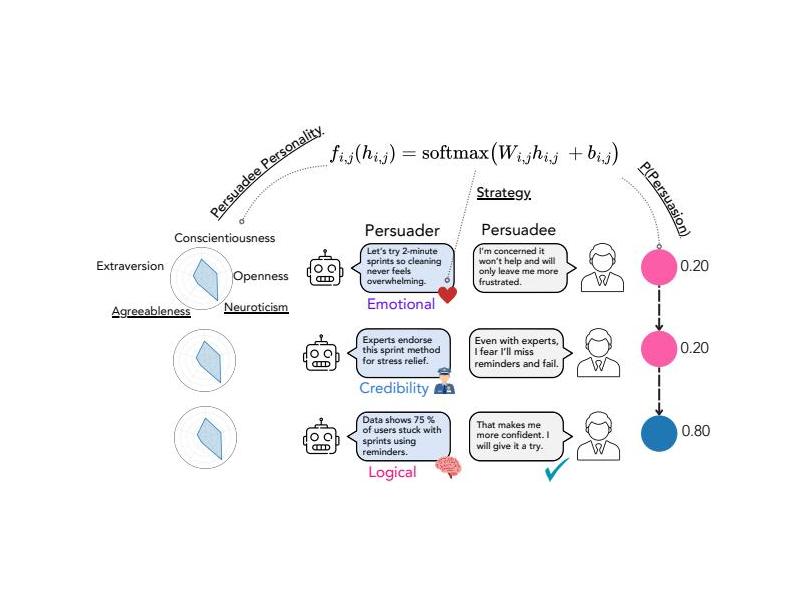 Persuadee Personality.
f_{i,j}(h_{i,j}) = softmax(W_{i,j}h_{i,j} + b_{i,j})
P(Persuasion)
Strategy
Persuader
Persuadee
Conscientiousness
Extraversion
Openness
Agreeableness
Neuroticism
Let's try 2-minute
sprints so cleaning
never feels
overwhelming.
Emotional
I'm concerned it
won't help and will
only leave me more
frustrated.
0.20
Experts endorse
this sprint method
for stress relief.
Credibility
Even with experts,
I fear I'll miss
reminders and fail.
0.20
Data shows 75 %
of users stuck with
sprints using
reminders.
Logical
That makes me
more confident. I
will give it a try.
0.80